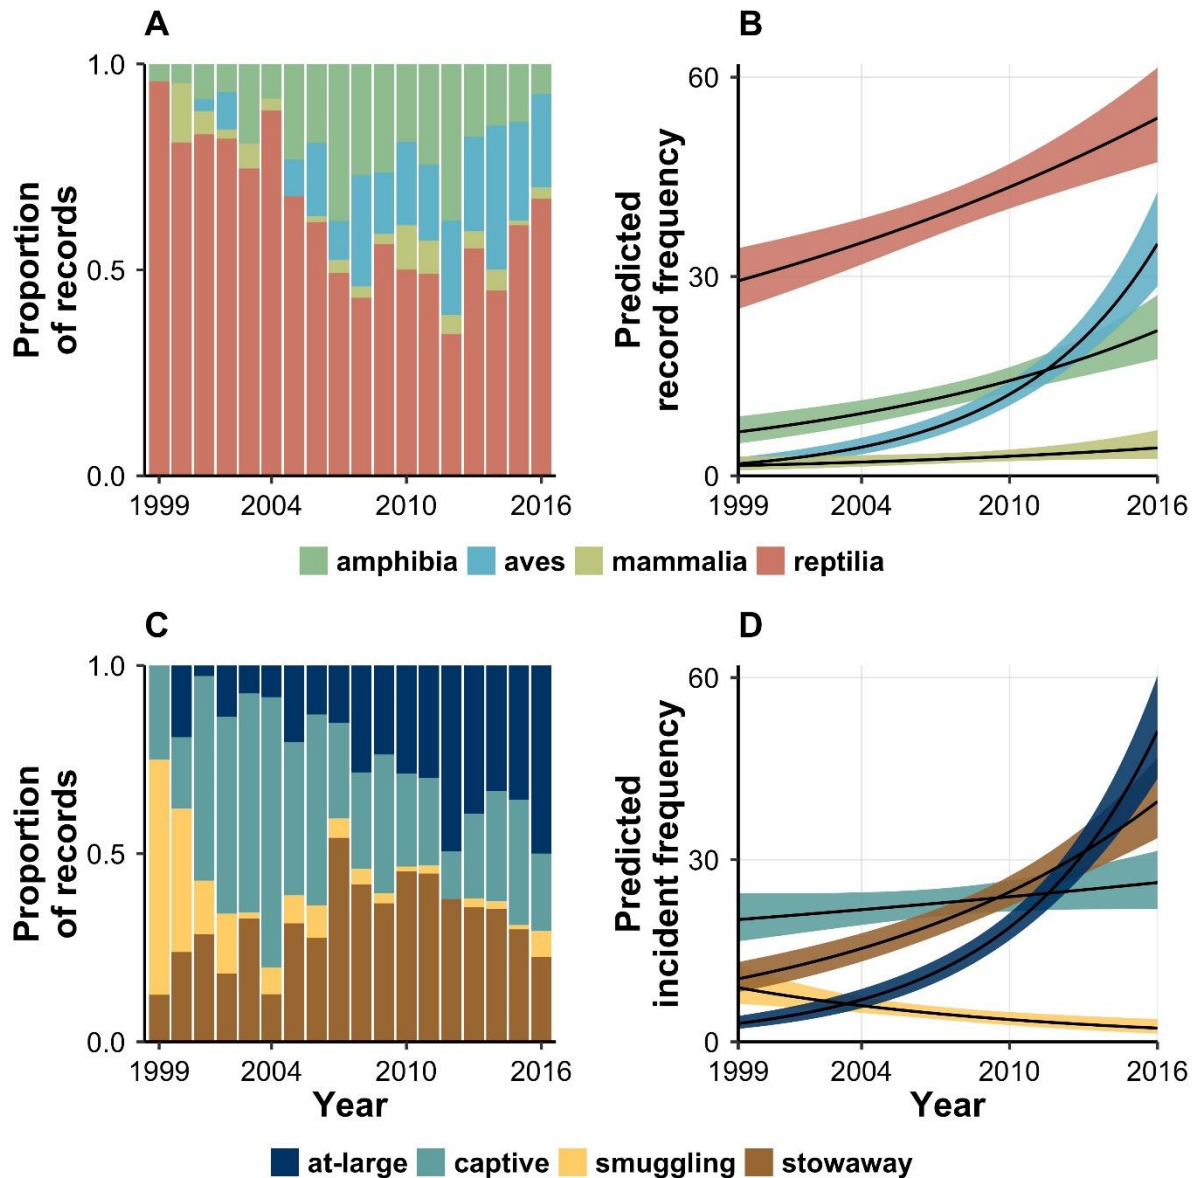 A
B
1.0
0.5
0.0
Proportion
of records
1999 2004 2010 2016
60
30
0
Predicted
record frequency
1999 2004 2010 2016
amphibia aves mammalia reptilia
C
D
1.0
0.5
0.0
Proportion
of records
1999 2004 2010 2016
Year
60
30
0
Predicted
incident frequency
1999 2004 2010 2016
Year
at-large captive smuggling stowaway